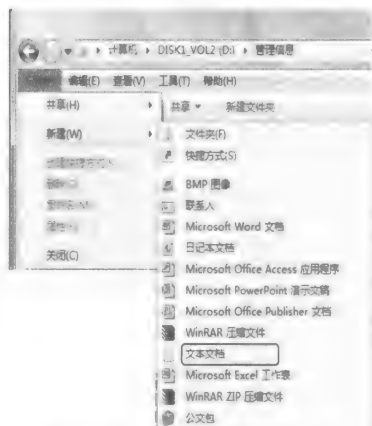 计算机 ▸ DISK1_VOL2 (D:) ▸ 管理信息
编辑(E) 查看(V) 工具(T) 帮助(H)
共享(H)
共享 新建文件夹
新建(W)
文件夹(F)
快捷方式(S)
BMP 图像
联系人
Microsoft Word 文档
日记本文档
关闭(C)
Microsoft Office Access 应用程序
Microsoft PowerPoint 演示文稿
Microsoft Office Publisher 文档
WinRAR 压缩文件
文本文档
Microsoft Excel 工作表
WinRAR ZIP 压缩文件
公文包